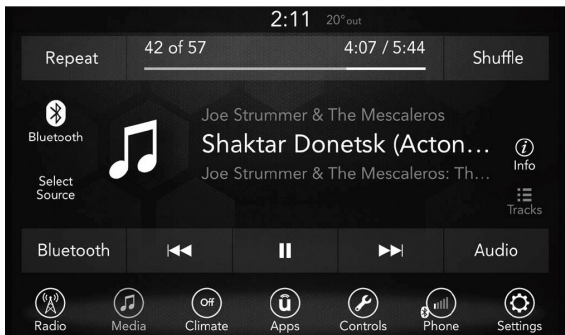 2:11 20° out
Repeat 42 of 57 4:07 / 5:44 Shuffle
Bluetooth
Joe Strummer & The Mescaleros
Shaktar Donetsk (Acton...
Joe Strummer & The Mescaleros: Th...
Info
Select
Source
Tracks
Bluetooth Audio
Radio Media Off Climate û Apps Controls Phone Settings